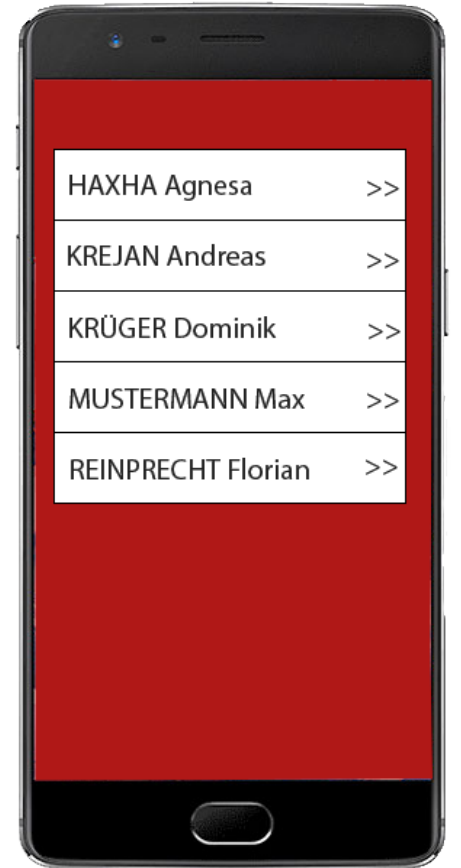 HAXHA Agnesa >>
KREJAN Andreas >>
KRÜGER Dominik >>
MUSTERMANN Max >>
REINPRECHT Florian >>